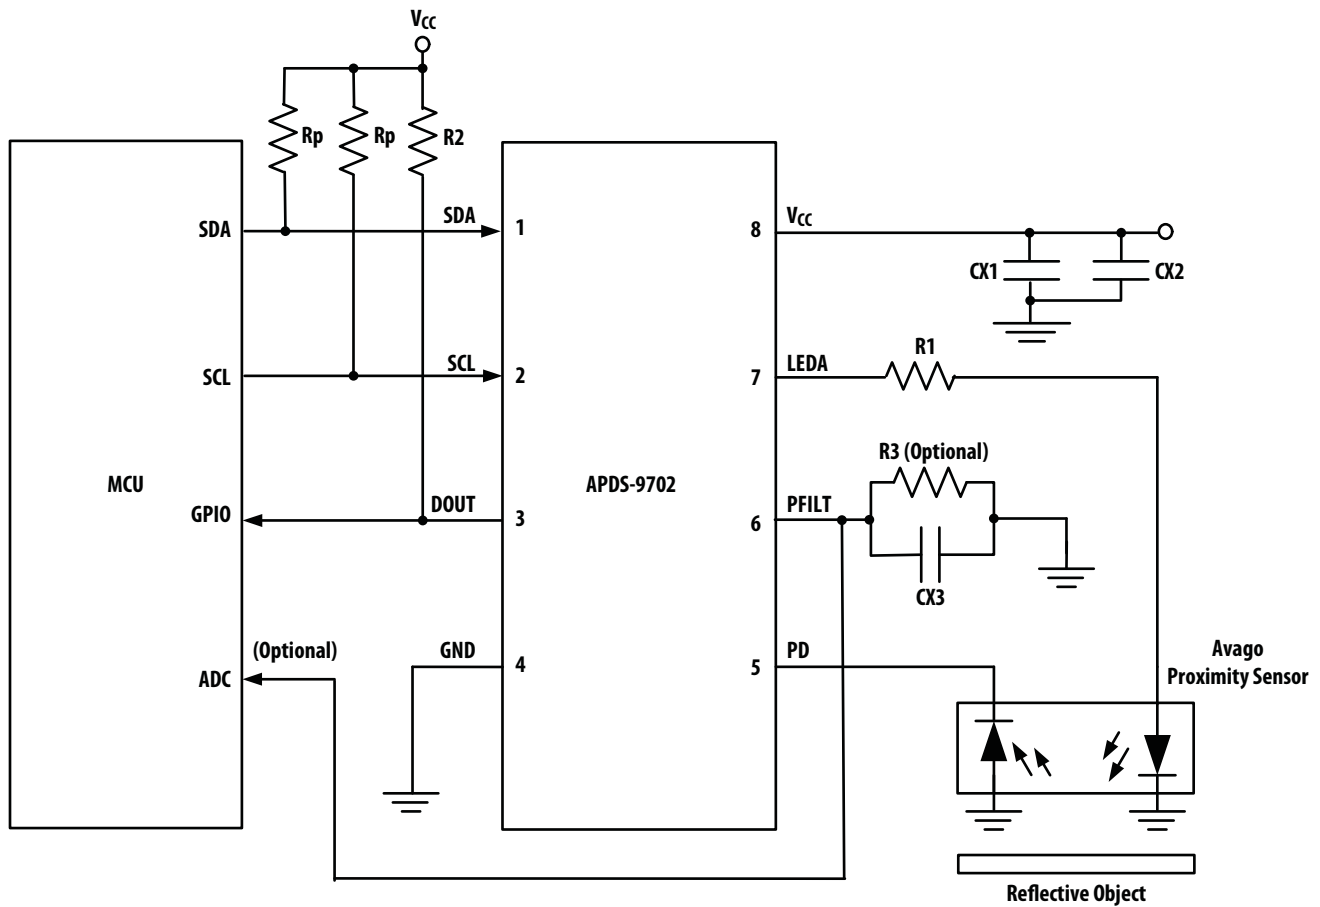 VCC
Rp
Rp
R2
SDA
SDA
1
8
VCC
CX1
CX2
SCL
SCL
2
7
LEDA
R1
R3 (Optional)
MCU
APDS-9702
GPIO
DOUT
3
6
PFILT
CX3
(Optional)
ADC
GND
4
5
PD
Avago
Proximity Sensor
Reflective Object